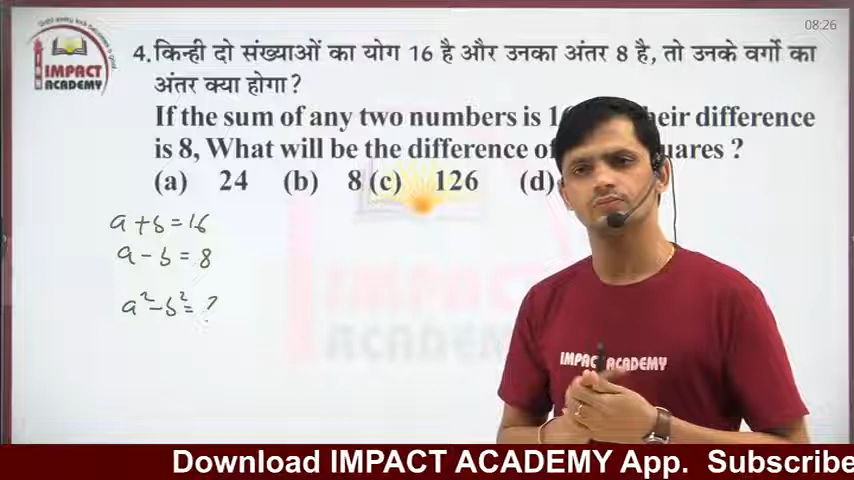 08:26
IMPACT
ACADEMY
4. किन्ही दो संख्याओं का योग 16 है और उनका अंतर 8 है, तो उनके वर्गो का
अंतर क्या होगा?
If the sum of any two numbers is heir difference
is 8, What will be the difference of uares ?
(a) 24 (b) 8 (c) 126 (d)
a + b = 16
a - b = 8
a² - b² = ?
IMPACT ACADEMY
IMPACT ACADEMY
Download IMPACT ACADEMY App. Subscribe